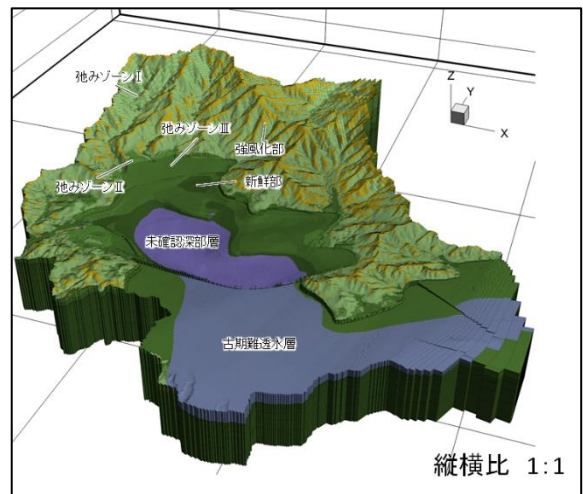 弛みゾーンⅠ
Z
Y
X
弛みゾーンⅢ
強風化部
弛みゾーンⅡ
新鮮部
未確認深部層
古期難透水層
縦横比 1:1